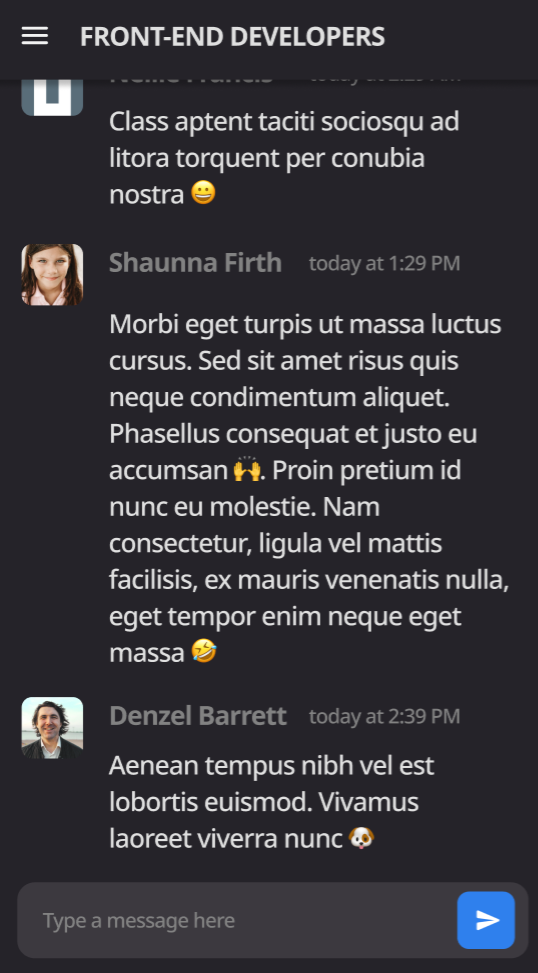 FRONT-END DEVELOPERS
Nellie Francis
Class aptent taciti sociosqu ad
litora torquent per conubia
nostra 😀
Shaunna Firth today at 1:29 PM
Morbi eget turpis ut massa luctus
cursus. Sed sit amet risus quis
neque condimentum aliquet.
Phasellus consequat et justo eu
accumsan 🙌. Proin pretium id
nunc eu molestie. Nam
consectetur, ligula vel mattis
facilisis, ex mauris venenatis nulla,
eget tempor enim neque eget
massa 🤣
Denzel Barrett today at 2:39 PM
Aenean tempus nibh vel est
lobortis euismod. Vivamus
laoreet viverra nunc 🐶
Type a message here